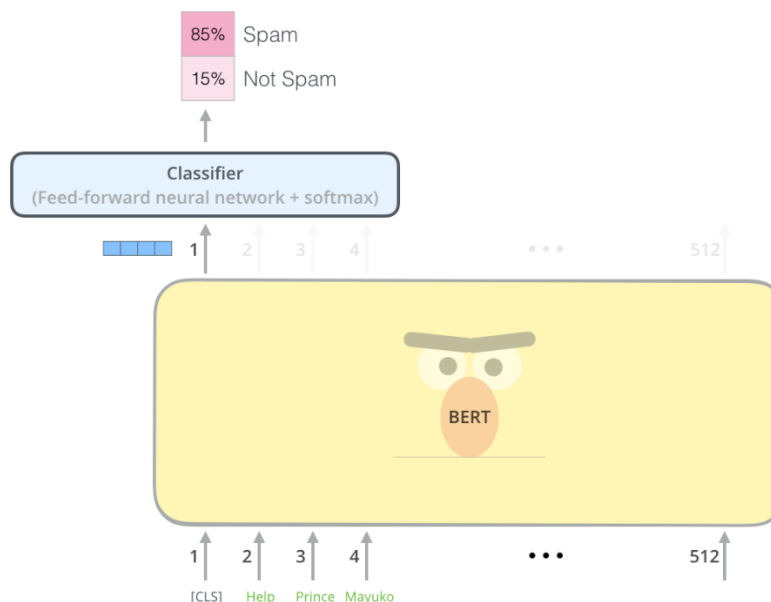 85% Spam
15% Not Spam
Classifier
(Feed-forward neural network + softmax)
1 2 3 4 ••• 512
BERT
1 2 3 4 ••• 512
[CLS] Help Prince Mayuko